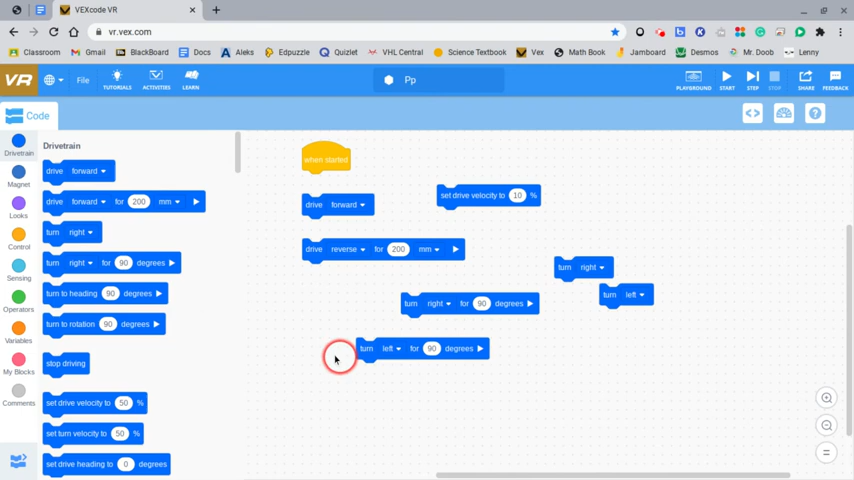 VEXcode VR
vr.vex.com
Classroom Gmail BlackBoard Docs Aleks Edpuzzle Quizlet VHL Central Science Textbook Vex Math Book Jamboard Desmos Mr. Doob Lenny
VR File TUTORIALS ACTIVITIES LEARN Pp PLAYGROUND START STEP STOP SHARE FEEDBACK
Code
Drivetrain
Magnet
Looks
Control
Sensing
Operators
Variables
My Blocks
Comments
Drivetrain
drive forward
drive forward for 200 mm
turn right
turn right for 90 degrees
turn to heading 90 degrees
turn to rotation 90 degrees
stop driving
set drive velocity to 50 %
set turn velocity to 50 %
set drive heading to 0 degrees
when started
set drive velocity to 10 %
drive forward
drive reverse for 200 mm
turn right
turn left
turn right for 90 degrees
turn left for 90 degrees